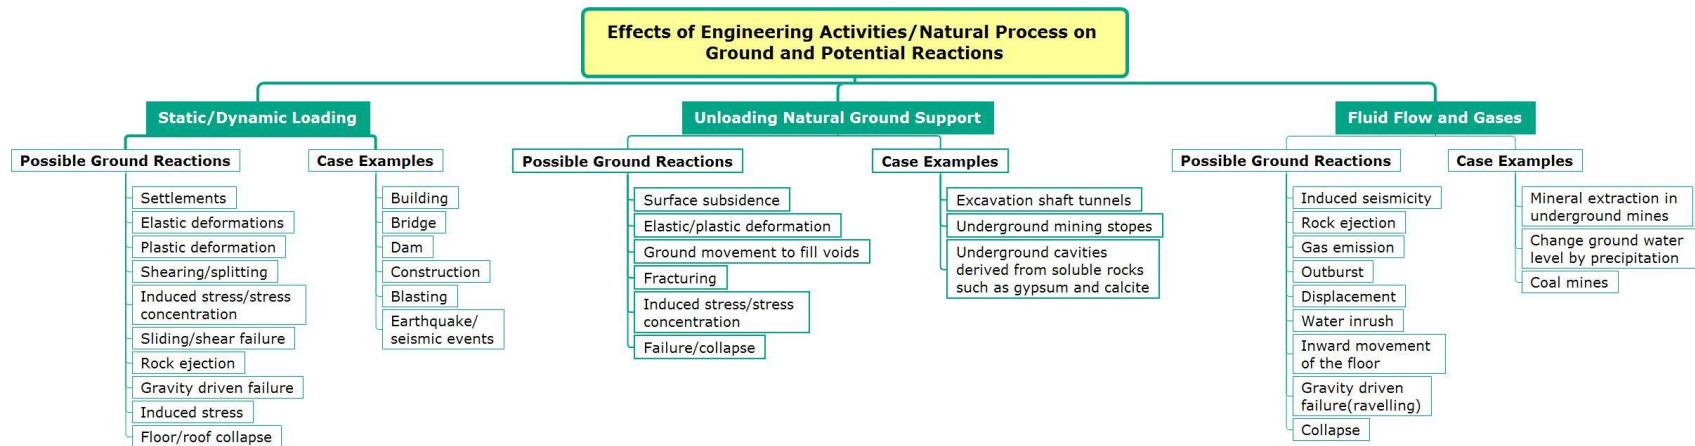 Effects of Engineering Activities/Natural Process on
Ground and Potential Reactions
Static/Dynamic Loading
Possible Ground Reactions
Settlements
Elastic deformations
Plastic deformation
Shearing/splitting
Induced stress/stress
concentration
Sliding/shear failure
Rock ejection
Gravity driven failure
Induced stress
Floor/roof collapse
Case Examples
Building
Bridge
Dam
Construction
Blasting
Earthquake/
seismic events
Unloading Natural Ground Support
Possible Ground Reactions
Surface subsidence
Elastic/plastic deformation
Ground movement to fill voids
Fracturing
Induced stress/stress
concentration
Failure/collapse
Case Examples
Excavation shaft tunnels
Underground mining stopes
Underground cavities
derived from soluble rocks
such as gypsum and calcite
Fluid Flow and Gases
Possible Ground Reactions
Induced seismicity
Rock ejection
Gas emission
Outburst
Displacement
Water inrush
Inward movement
of the floor
Gravity driven
failure(ravelling)
Collapse
Case Examples
Mineral extraction in
underground mines
Change ground water
level by precipitation
Coal mines